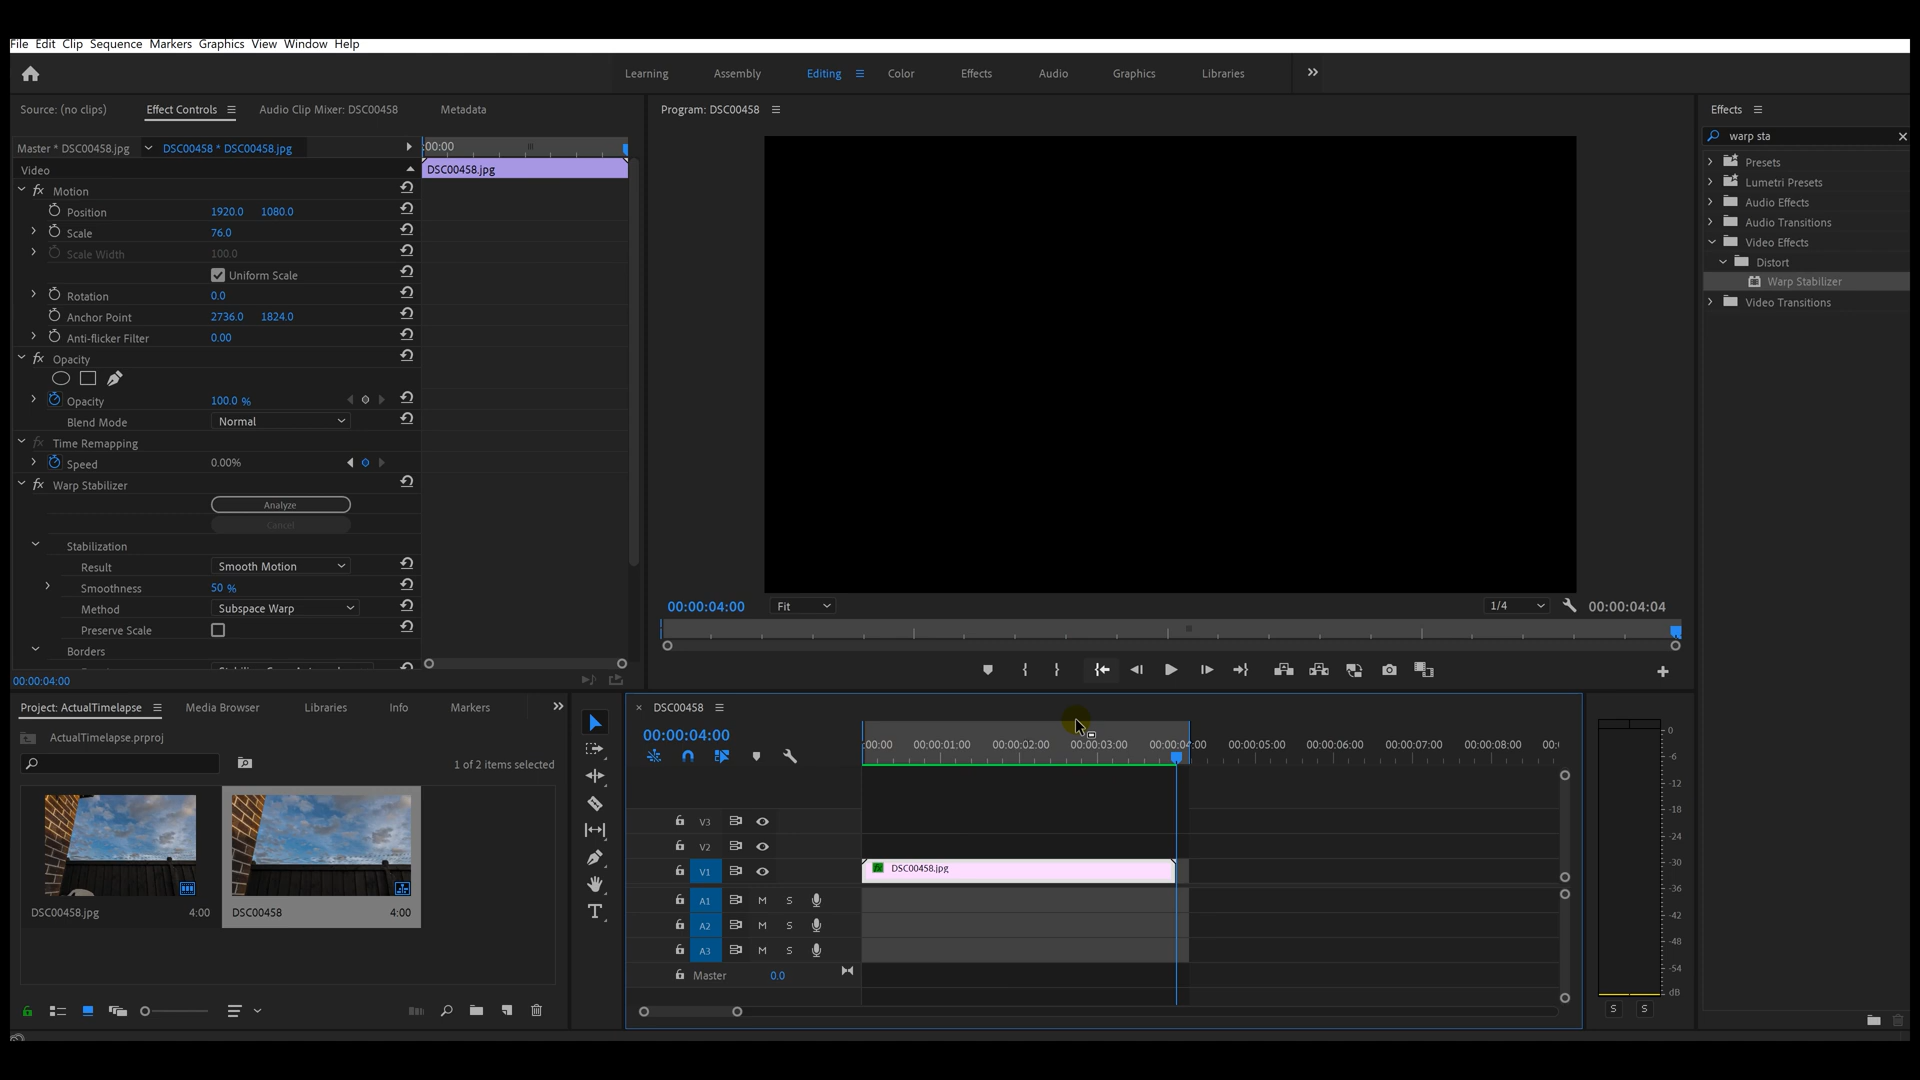 File Edit Clip Sequence Markers Graphics View Window Help
Learning Assembly Editing Color Effects Audio Graphics Libraries
Source: (no clips) Effect Controls Audio Clip Mixer: DSC00458 Metadata
Master * DSC00458.jpg DSC00458 * DSC00458.jpg
:00:00
Video
DSC00458.jpg
fx Motion
Position 1920.0 1080.0
Scale 76.0
Scale Width 100.0
Uniform Scale
Rotation 0.0
Anchor Point 2736.0 1824.0
Anti-flicker Filter 0.00
fx Opacity
Opacity 100.0 %
Blend Mode Normal
fx Time Remapping
Speed 0.00%
fx Warp Stabilizer
Analyze
Cancel
Stabilization
Result Smooth Motion
Smoothness 50 %
Method Subspace Warp
Preserve Scale
Borders
00:00:04:00
Program: DSC00458
00:00:04:00 Fit 1/4 00:00:04:04
Effects
warp sta
Presets
Lumetri Presets
Audio Effects
Audio Transitions
Video Effects
Distort
Warp Stabilizer
Video Transitions
Project: ActualTimelapse Media Browser Libraries Info Markers
ActualTimelapse.prproj
1 of 2 items selected
DSC00458.jpg 4:00
DSC00458 4:00
DSC00458
00:00:04:00
:00:00 00:00:01:00 00:00:02:00 00:00:03:00 00:00:04:00 00:00:05:00 00:00:06:00 00:00:07:00 00:00:08:00 00:
V3
V2
V1 fx DSC00458.jpg
A1 M S
A2 M S
A3 M S
Master 0.0
0
-6
-12
-18
-24
-30
-36
-42
-48
-54
dB
S S